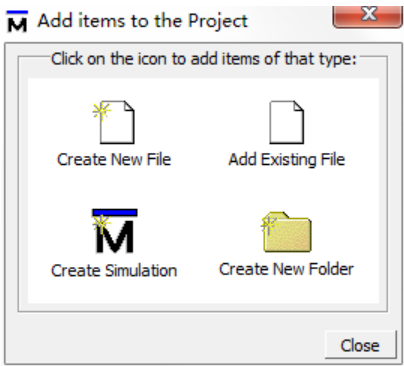 Add items to the Project
Click on the icon to add items of that type:
Create New File
Add Existing File
Create Simulation
Create New Folder
Close